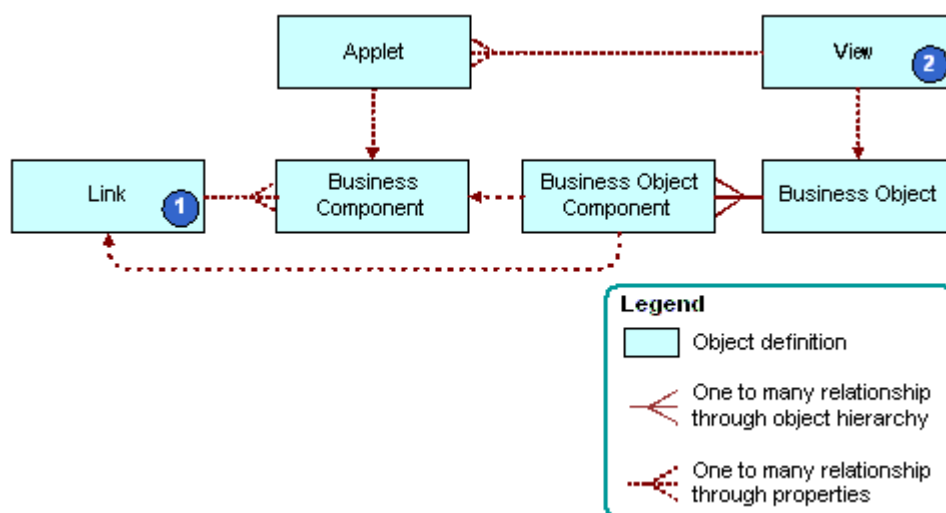 Applet
View
2
Link
1
Business
Component
Business Object
Component
Business Object
Legend
Object definition
One to many relationship
through object hierarchy
One to many relationship
through properties